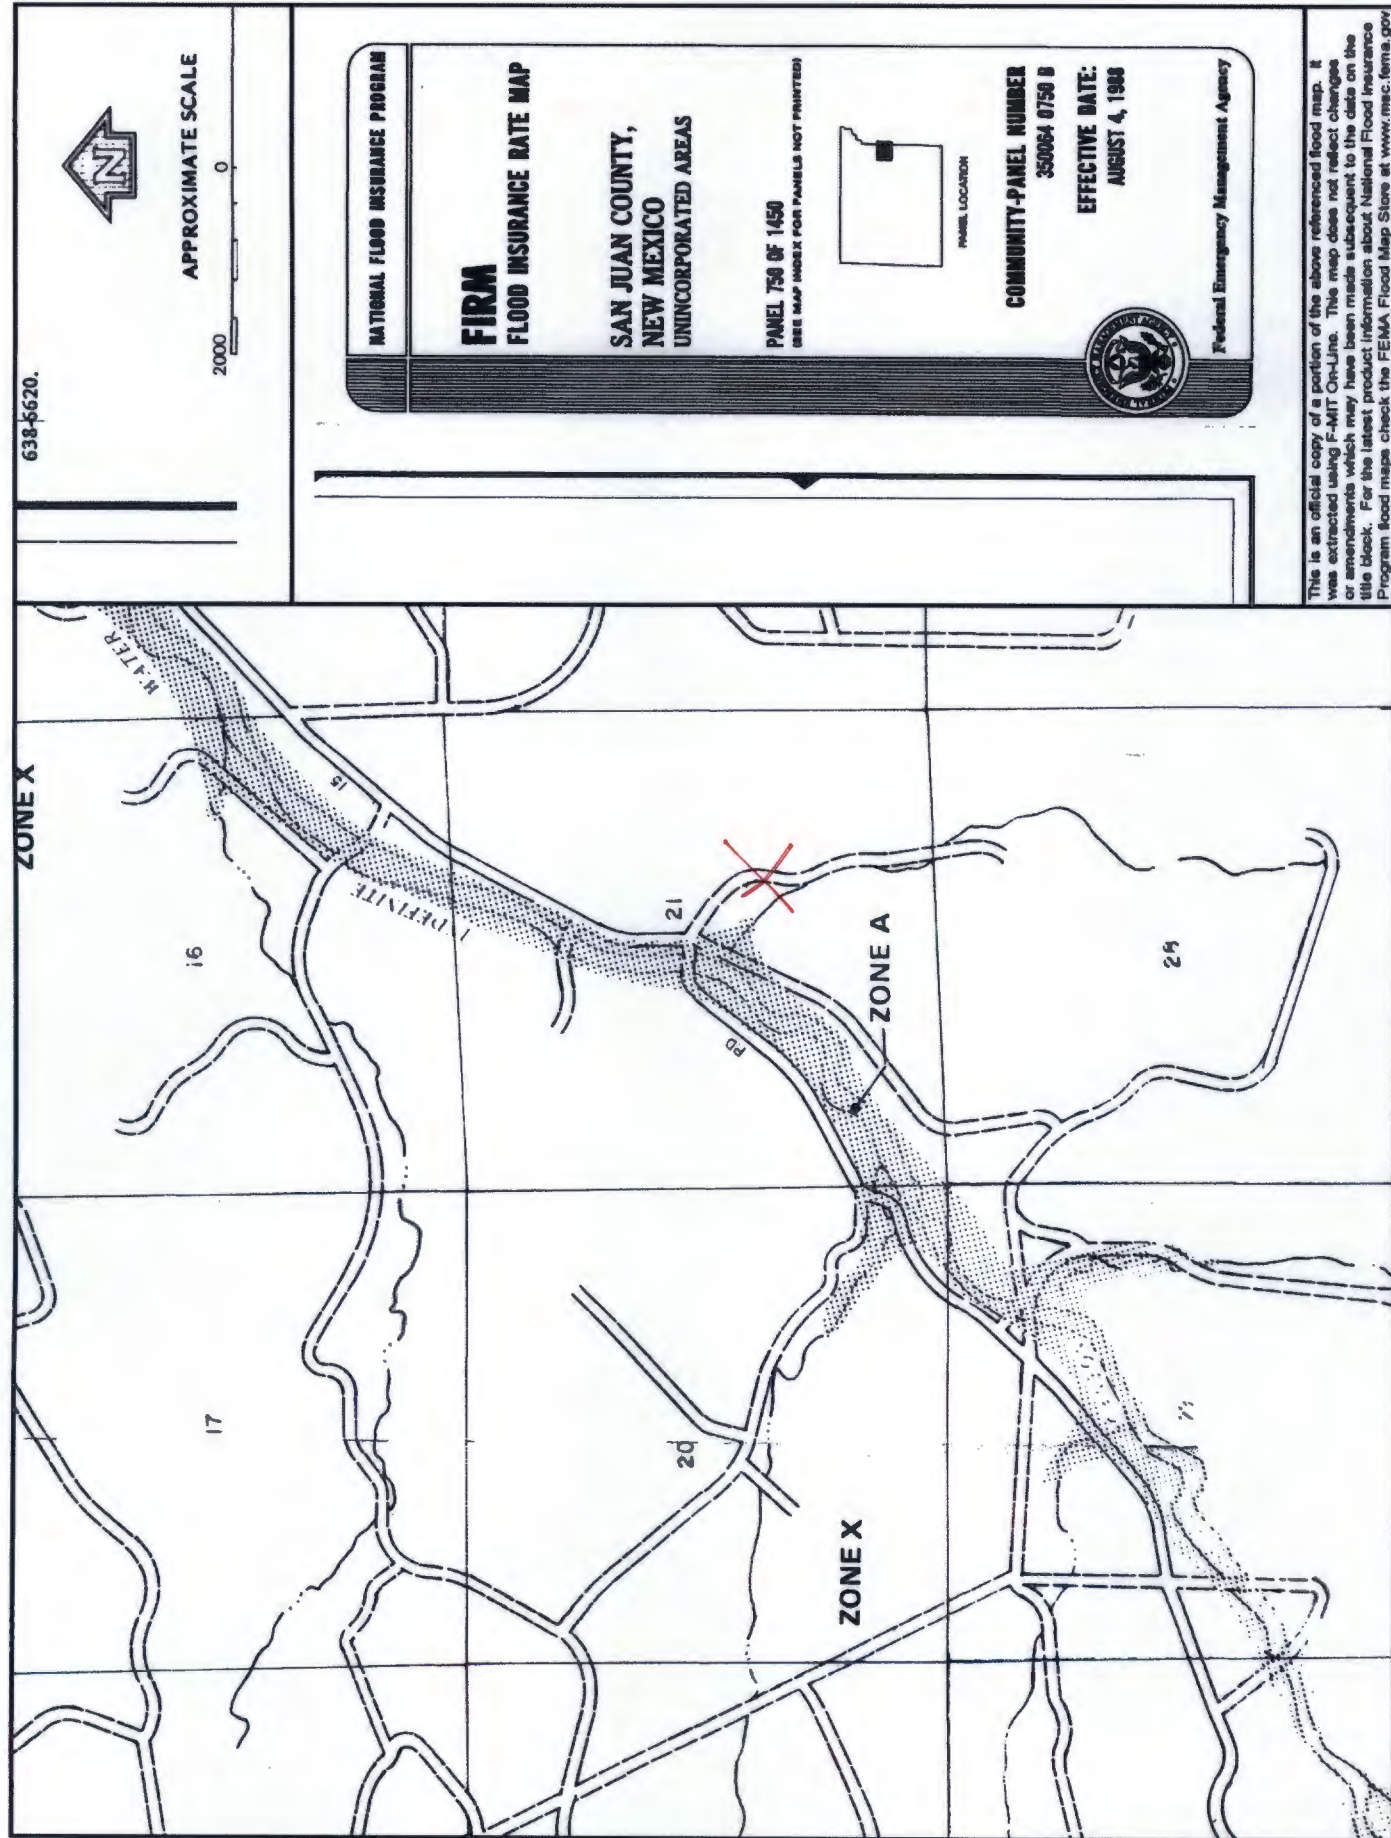 638-6620.
APPROXIMATE SCALE
2000 0
N
NATIONAL FLOOD INSURANCE PROGRAM
FIRM
FLOOD INSURANCE RATE MAP
SAN JUAN COUNTY,
NEW MEXICO
UNINCORPORATED AREAS
PANEL 750 OF 1450
(SEE MAP INDEX FOR PANELS NOT PRINTED)
PANEL LOCATION
COMMUNITY-PANEL NUMBER
350064 0750 B
EFFECTIVE DATE:
AUGUST 4, 1988
Federal Emergency Management Agency
This is an official copy of a portion of the above referenced flood map. It
was extracted using F-MIT On-Line. This map does not reflect changes
or amendments which may have been made subsequent to the date on the
title block. For the latest product information about National Flood Insurance
Program flood maps check the FEMA Flood Map Store at www.msc.fema.gov
ZONE X
WATER
15
16
17
21
RD
ZONE A
20
28
ZONE X